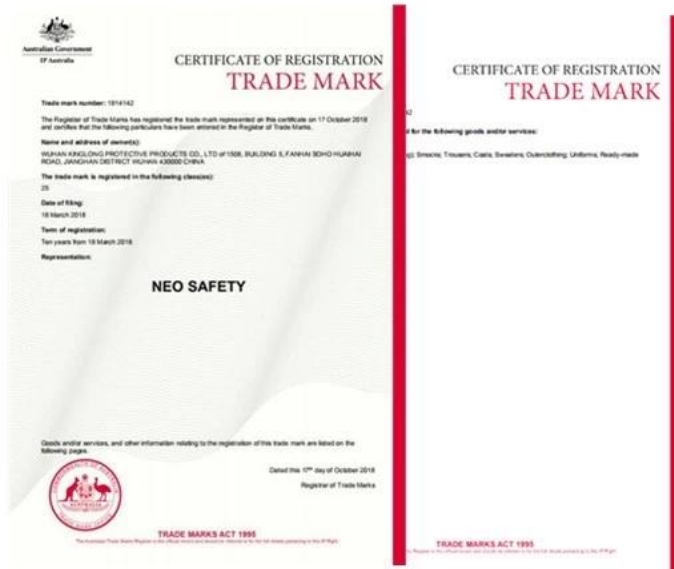 Australian Government
IP Australia
CERTIFICATE OF REGISTRATION
TRADE MARK
Trade mark number: 1914142
The Registrar of Trade Marks has registered the trade mark represented on this certificate on 17 October 2018
and certifies that the following particulars have been entered in the Register of Trade Marks.
Name and address of owner(s):
WUHAN KINGLONG PROTECTIVE PRODUCTS CO., LTD of 1508, BUILDING 5, FANHAI SOHO HUAIHAI
ROAD, JIANGHAN DISTRICT WUHAN 430000 CHINA
The trade mark is registered in the following class(es):
25
Date of filing:
18 March 2018
Term of registration:
Ten years from 18 March 2018
Representation:
NEO SAFETY
Goods and/or services, and other information relating to the registration of this trade mark are listed on the
following pages.
Dated this 17th day of October 2018
Registrar of Trade Marks
AUSTRALIA
TRADE MARKS ACT 1995
CERTIFICATE OF REGISTRATION
TRADE MARK
42
for the following goods and/or services:
Smocks; Trousers; Coats; Sweaters; Outerclothing; Uniforms; Ready-made
TRADE MARKS ACT 1995